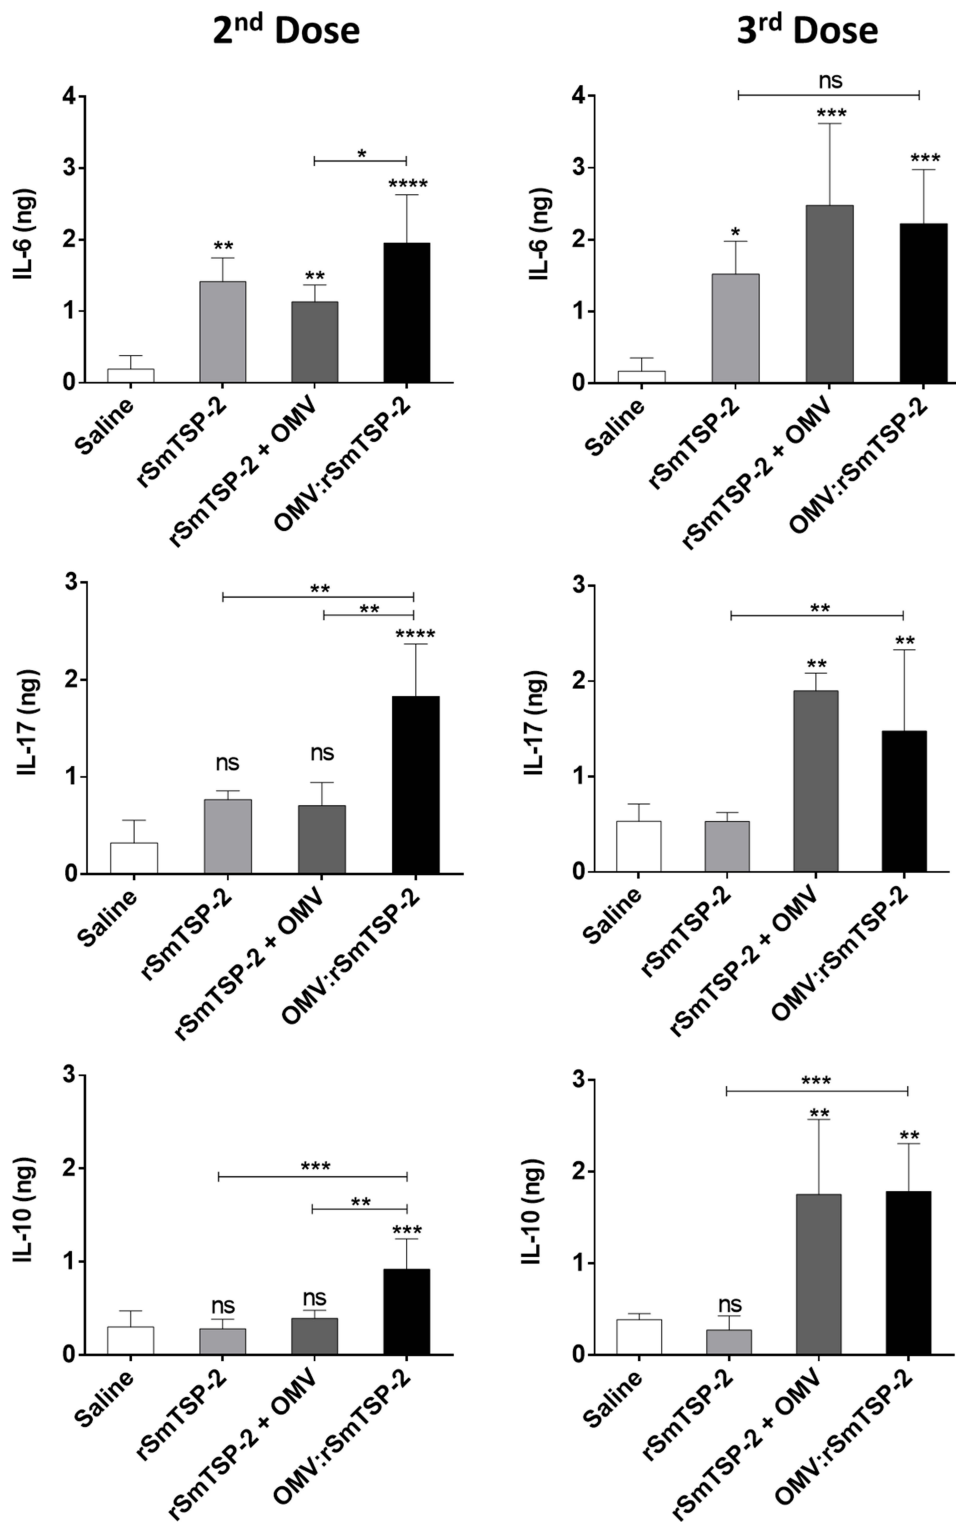 2nd Dose
3rd Dose
IL-6 (ng)
4
3
2
1
0
**
**
*
****
Saline
rSmTSP-2
rSmTSP-2 + OMV
OMV:rSmTSP-2
IL-6 (ng)
4
3
2
1
0
ns
*
***
***
Saline
rSmTSP-2
rSmTSP-2 + OMV
OMV:rSmTSP-2
IL-17 (ng)
3
2
1
0
**
**
****
ns
ns
Saline
rSmTSP-2
rSmTSP-2 + OMV
OMV:rSmTSP-2
IL-17 (ng)
3
2
1
0
**
**
**
Saline
rSmTSP-2
rSmTSP-2 + OMV
OMV:rSmTSP-2
IL-10 (ng)
3
2
1
0
***
**
***
ns
ns
Saline
rSmTSP-2
rSmTSP-2 + OMV
OMV:rSmTSP-2
IL-10 (ng)
3
2
1
0
***
**
**
ns
Saline
rSmTSP-2
rSmTSP-2 + OMV
OMV:rSmTSP-2